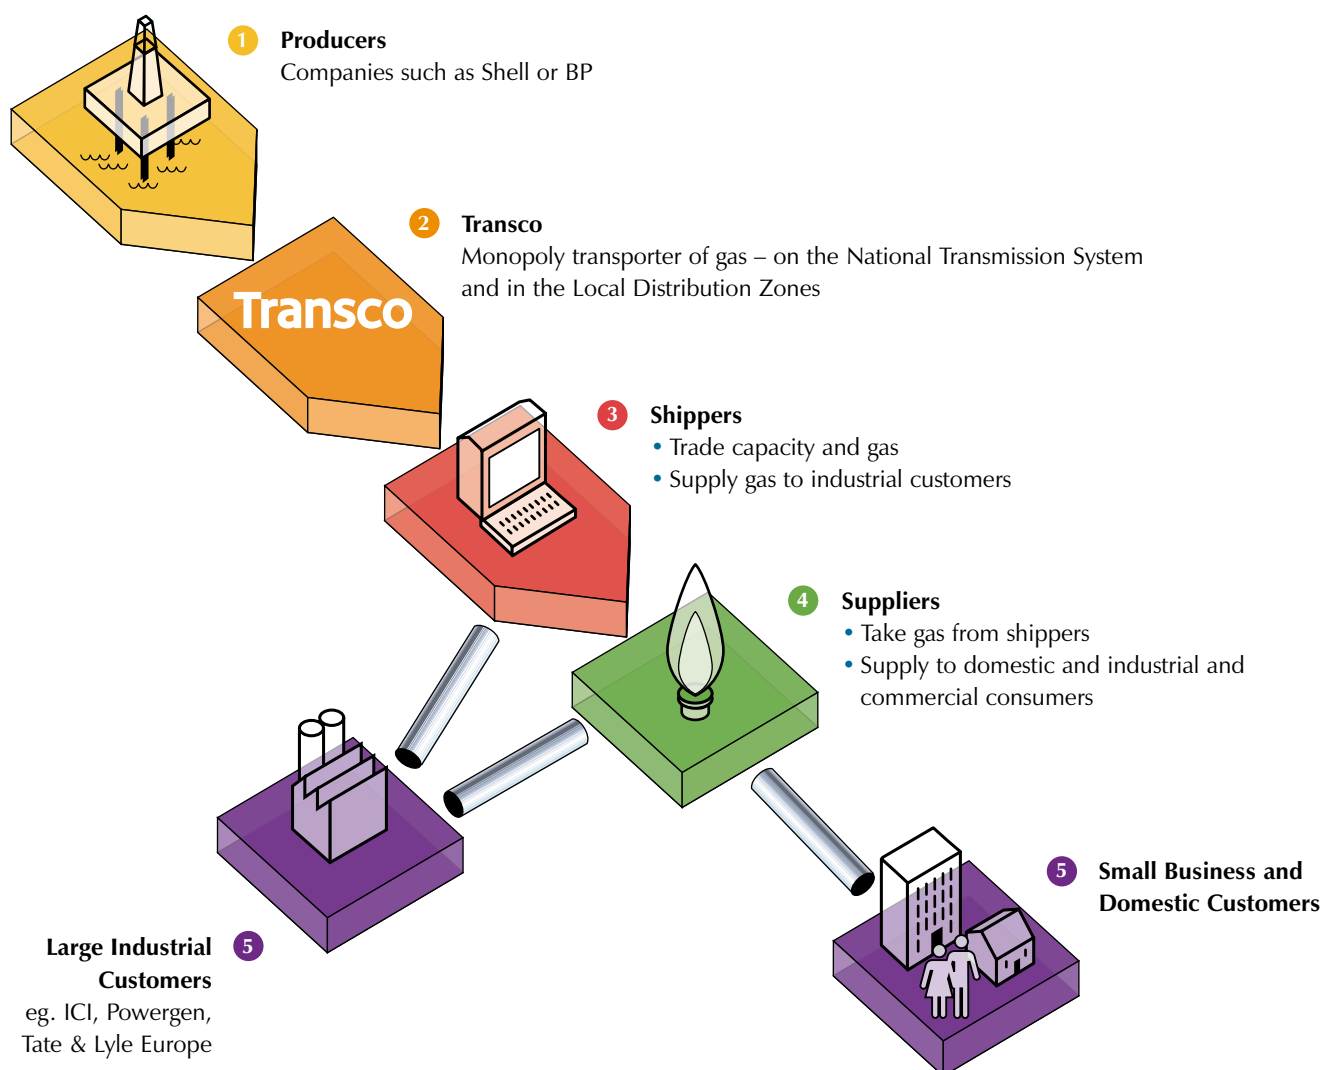 1 Producers
Companies such as Shell or BP
2 Transco
Monopoly transporter of gas – on the National Transmission System
and in the Local Distribution Zones
Transco
3 Shippers
• Trade capacity and gas
• Supply gas to industrial customers
4 Suppliers
• Take gas from shippers
• Supply to domestic and industrial and
commercial consumers
5 Small Business and
Domestic Customers
Large Industrial 5
Customers
eg. ICI, Powergen,
Tate & Lyle Europe